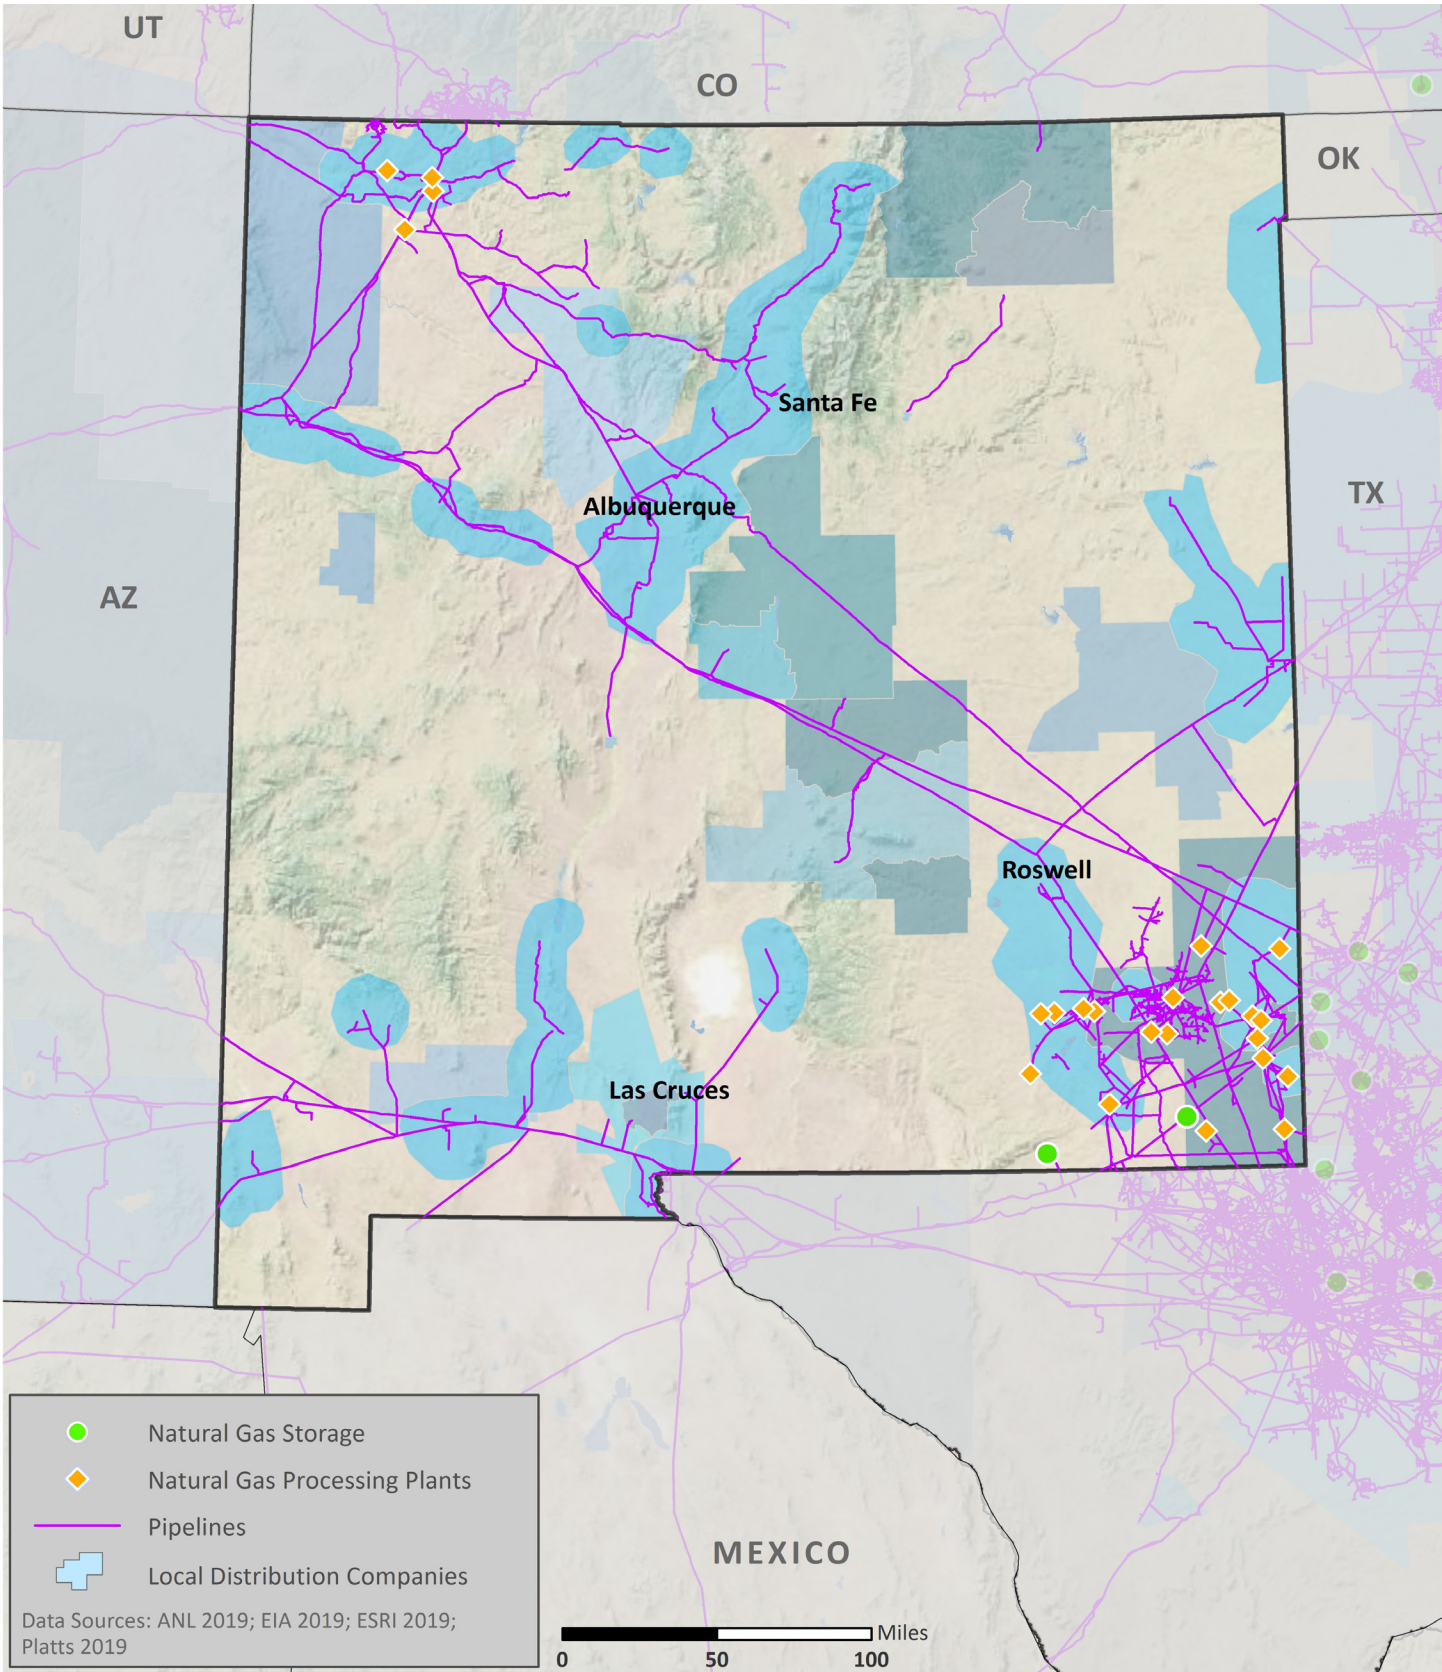 UT
CO
OK
Santa Fe
TX
Albuquerque
AZ
Roswell
Las Cruces
Natural Gas Storage
Natural Gas Processing Plants
Pipelines
Local Distribution Companies
Data Sources: ANL 2019; EIA 2019; ESRI 2019;
Platts 2019
MEXICO
Miles
0 50 100